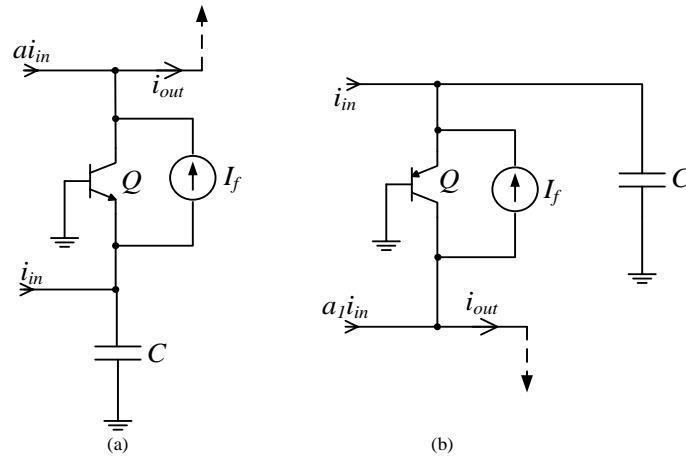 ai_in
i_out
Q
I_f
i_in
C
(a)
i_in
Q
I_f
C
a_1i_in
i_out
(b)